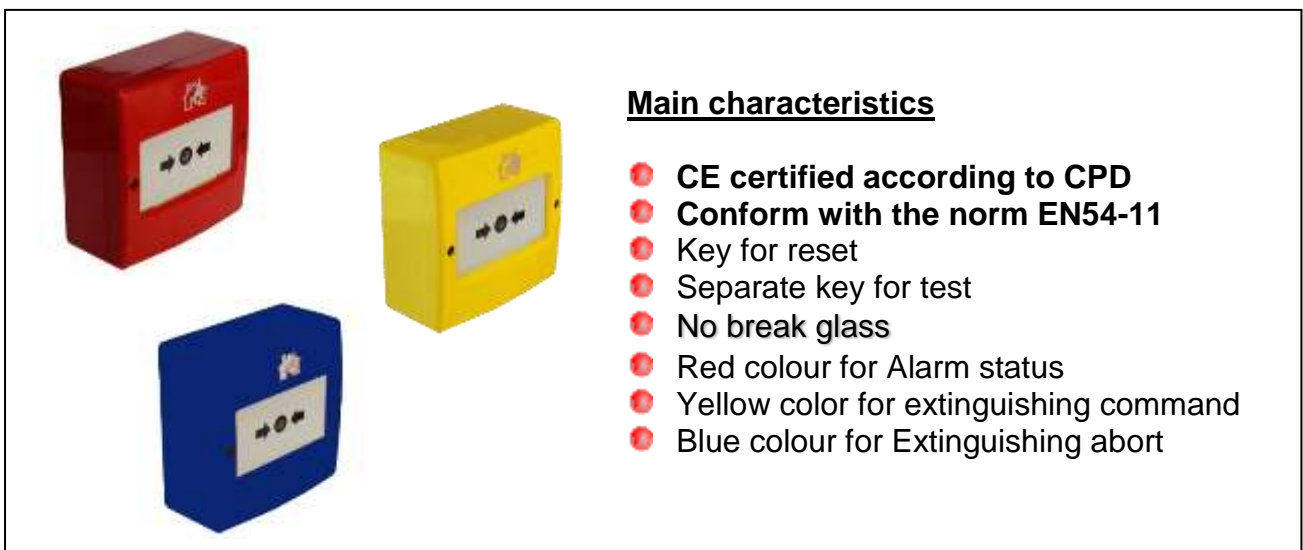 Main characteristics
CE certified according to CPD
Conform with the norm EN54-11
Key for reset
Separate key for test
No break glass
Red colour for Alarm status
Yellow color for extinguishing command
Blue colour for Extinguishing abort